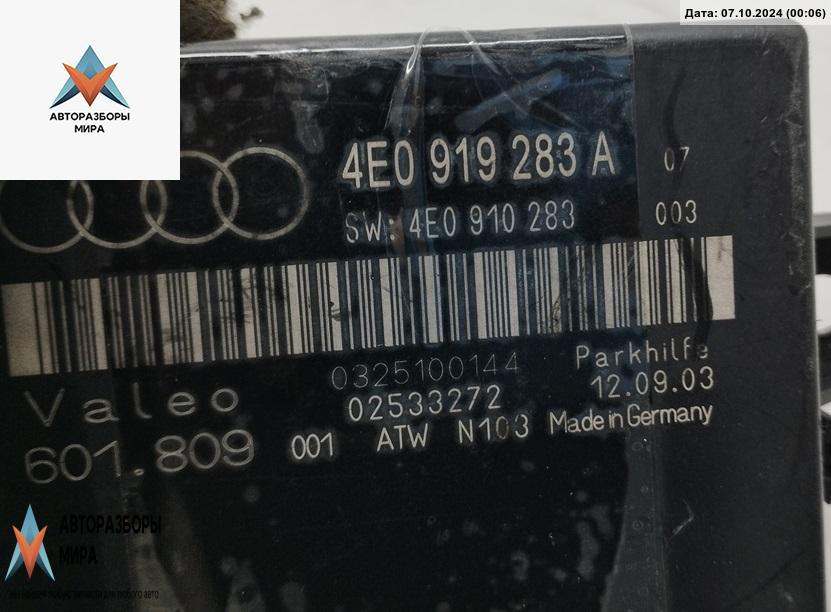 Дата: 07.10.2024 (00:06)
АВТОРАЗБОРЫ
МИРА
4E0 919 283 A 07
SW: 4E0 910 283 003
0325100144 Parkhilfe
Valeo 02533272 12.09.03
601.809 001 ATW N103 Made in Germany
АВТОРАЗБОРЫ
МИРА